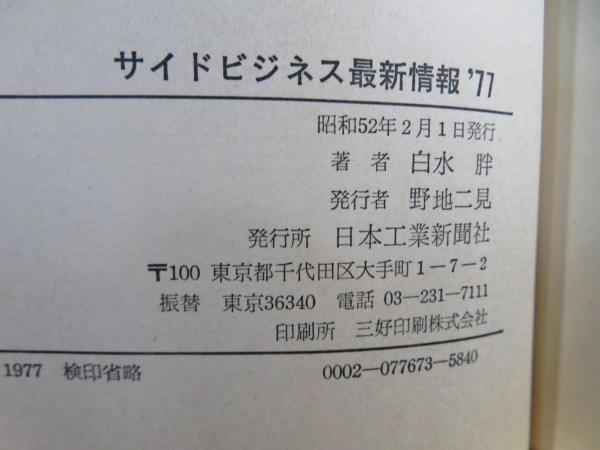 サイドビジネス最新情報'77
昭和52年2月1日発行
著者 白水 胖
発行者 野地二見
発行所 日本工業新聞社
〒100 東京都千代田区大手町1-7-2
振替 東京36340 電話 03-231-7111
印刷所 三好印刷株式会社
1977 検印省略 0002-077673-5840